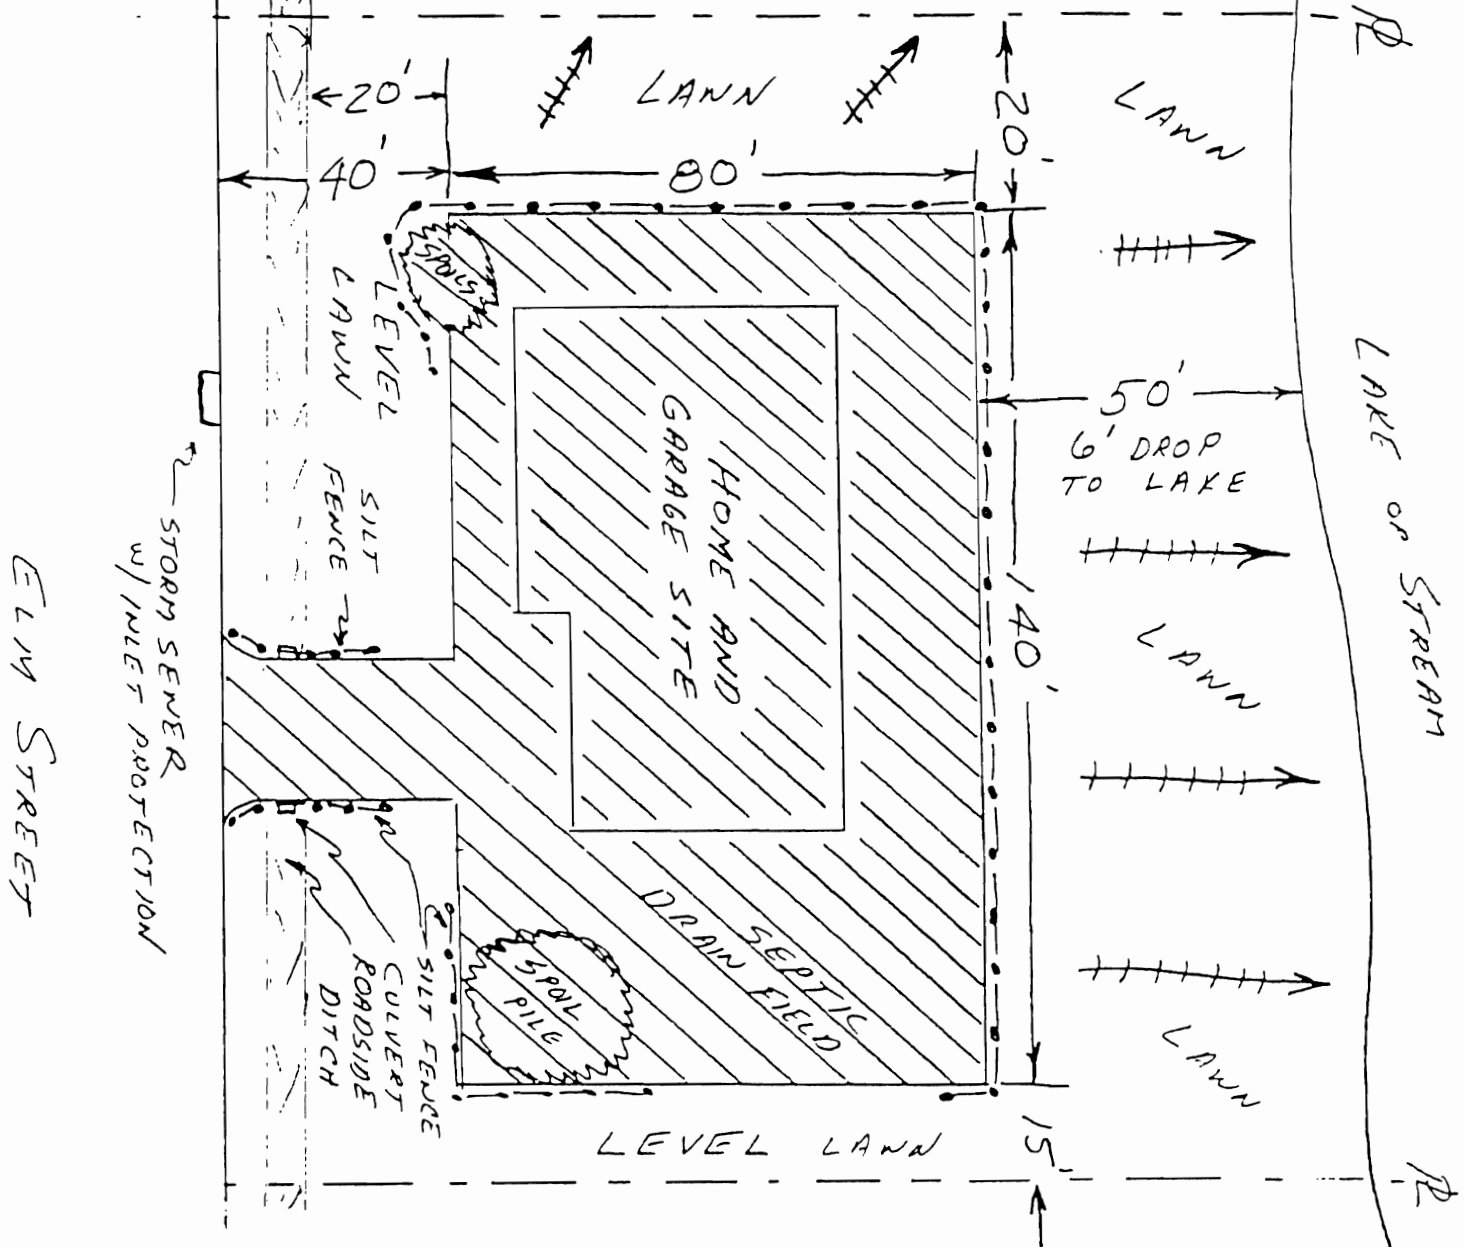 PL
20'
LAWN
20'
LAWN
40'
80'
SPOILS
LEVEL
LAWN
50'
6' DROP
TO LAKE
LAKE or STREAM
HOME AND
GARAGE SITE
SILT
FENCE
STORM SEWER
W/ INLET PROTECTION
ELM STREET
140'
LAWN
SEPTIC
DRAIN FIELD
SPOIL
PILE
SILT FENCE
CULVERT
ROADSIDE
DITCH
LAWN
LEVEL LAWN
15'
PL